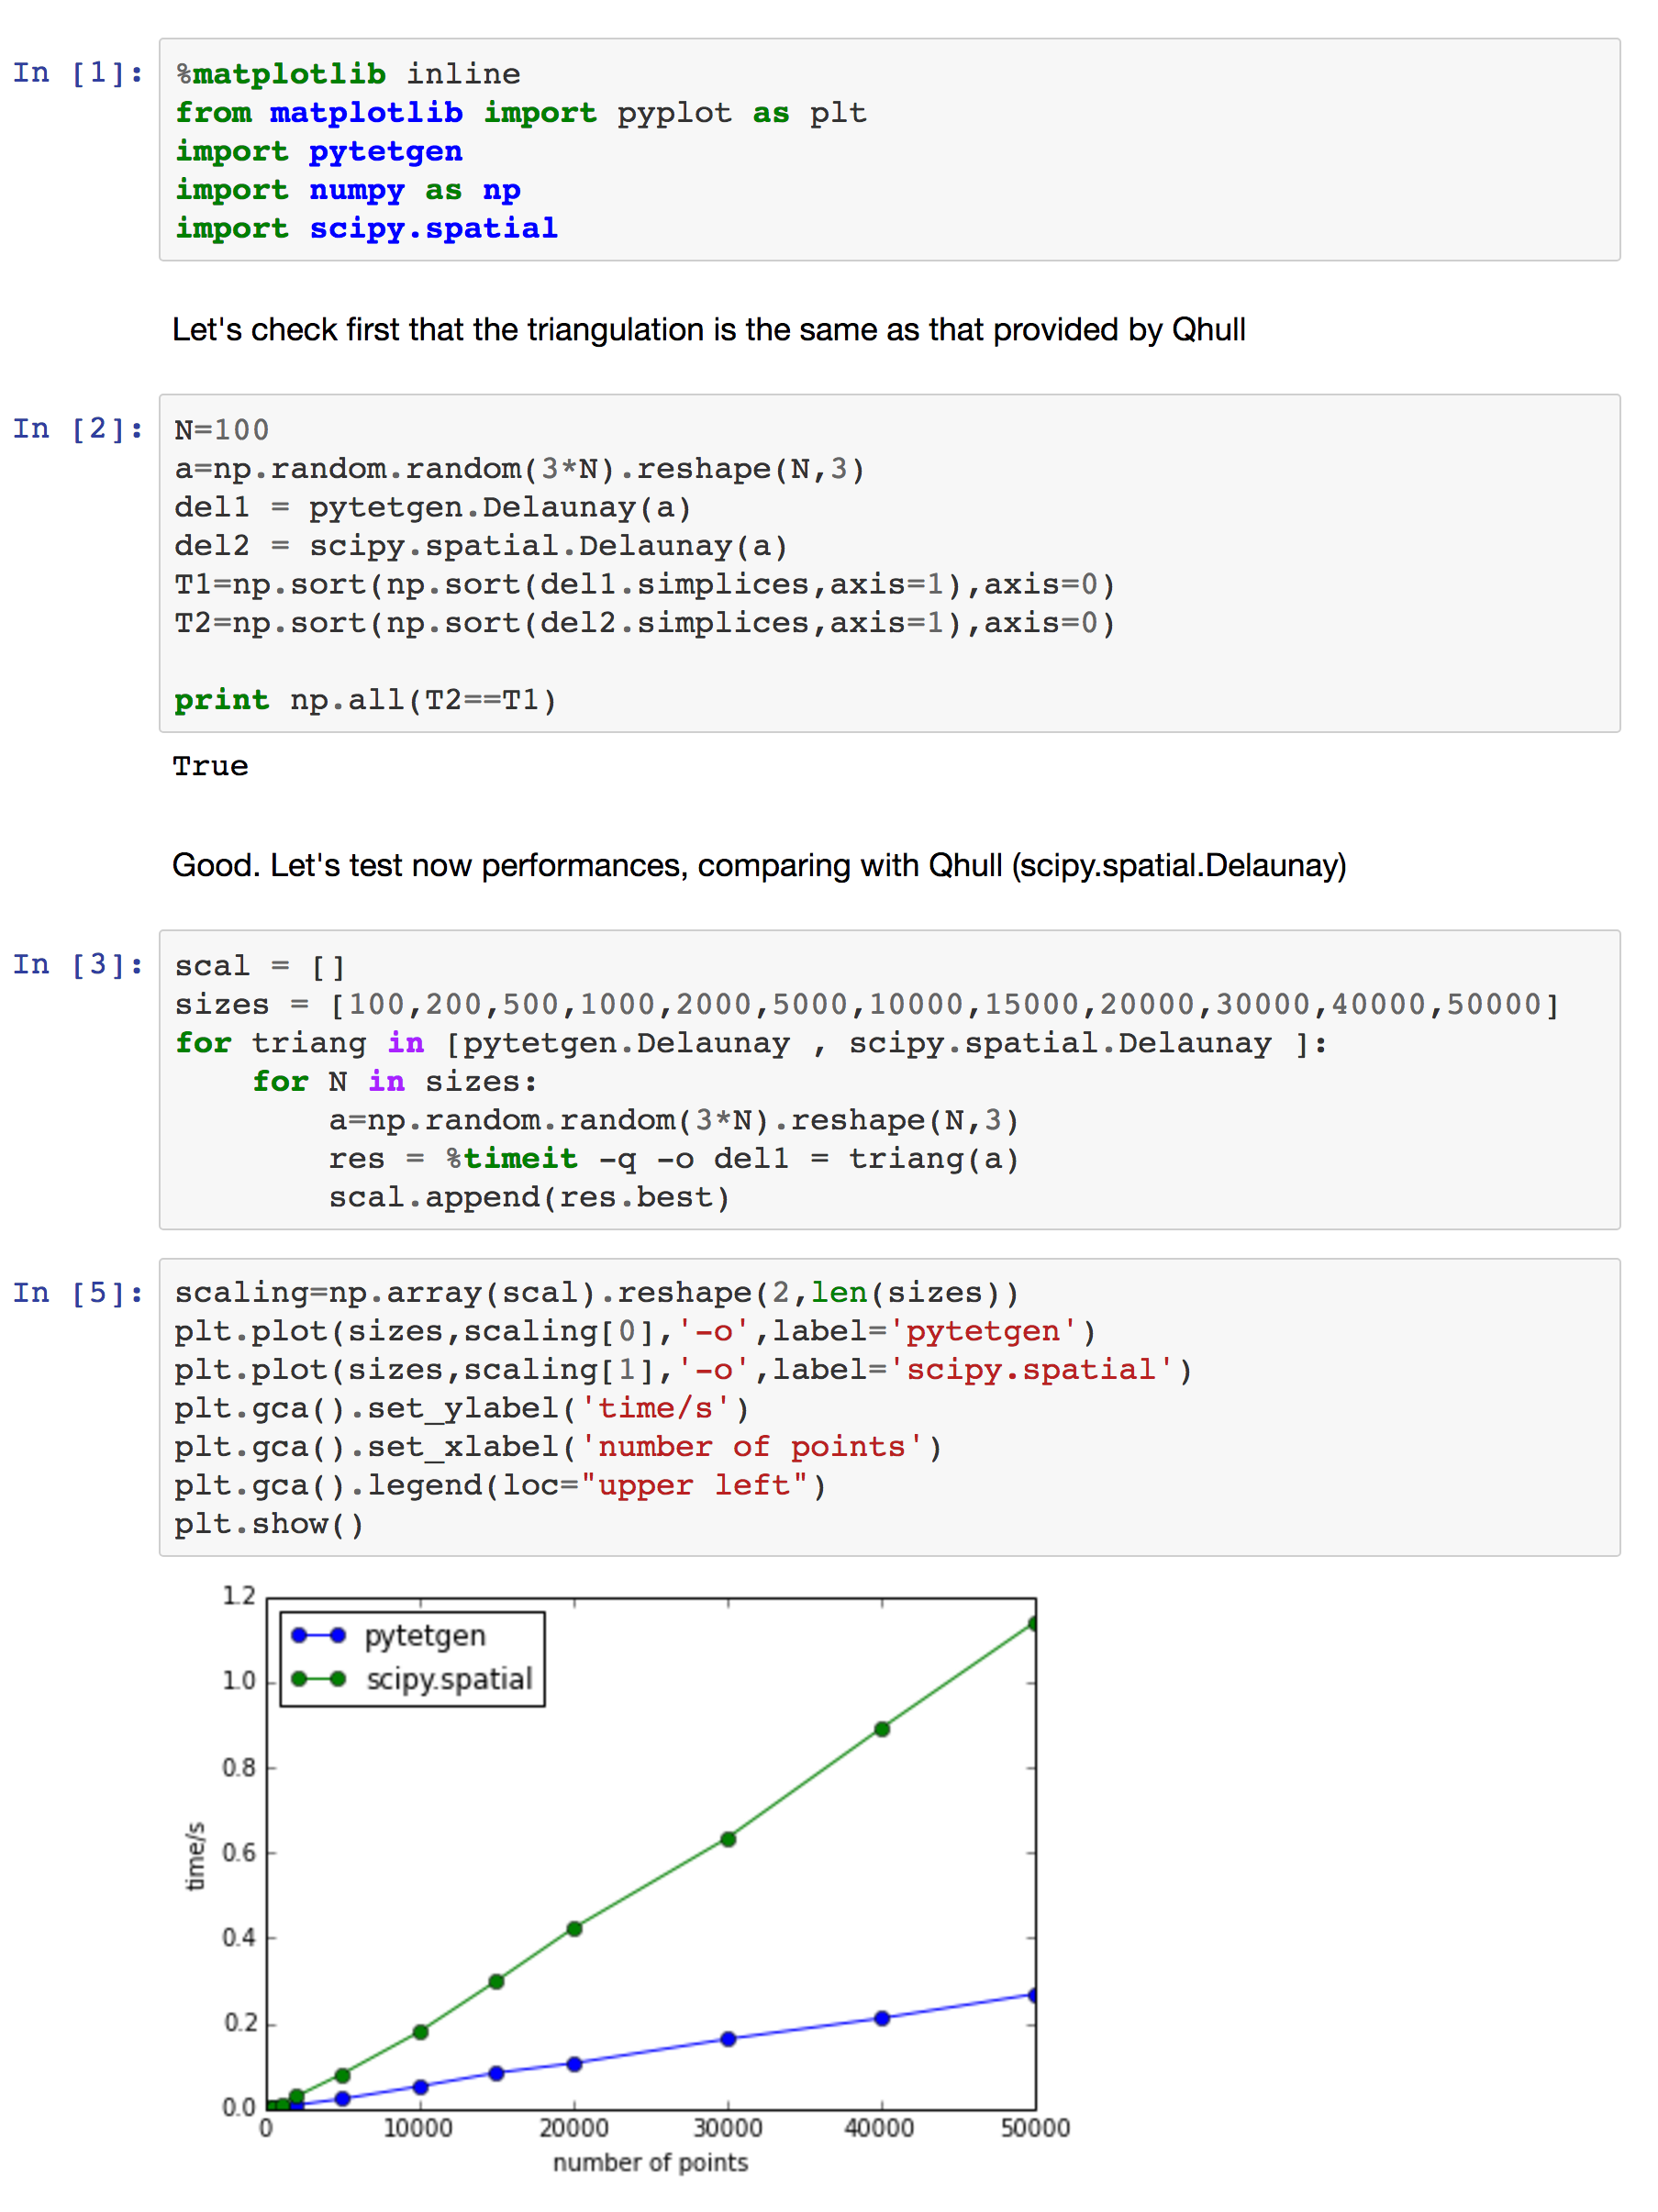 In [1]:
%matplotlib inline
from matplotlib import pyplot as plt
import pytetgen
import numpy as np
import scipy.spatial
Let's check first that the triangulation is the same as that provided by Qhull
In [2]:
N=100
a=np.random.random(3*N).reshape(N,3)
del1 = pytetgen.Delaunay(a)
del2 = scipy.spatial.Delaunay(a)
T1=np.sort(np.sort(del1.simplices,axis=1),axis=0)
T2=np.sort(np.sort(del2.simplices,axis=1),axis=0)
print np.all(T2==T1)
True
Good. Let's test now performances, comparing with Qhull (scipy.spatial.Delaunay)
In [3]:
scal = []
sizes = [100,200,500,1000,2000,5000,10000,15000,20000,30000,40000,50000]
for triang in [pytetgen.Delaunay , scipy.spatial.Delaunay ]:
    for N in sizes:
        a=np.random.random(3*N).reshape(N,3)
        res = %timeit -q -o del1 = triang(a)
        scal.append(res.best)
In [5]:
scaling=np.array(scal).reshape(2,len(sizes))
plt.plot(sizes,scaling[0],'-o',label='pytetgen')
plt.plot(sizes,scaling[1],'-o',label='scipy.spatial')
plt.gca().set_ylabel('time/s')
plt.gca().set_xlabel('number of points')
plt.gca().legend(loc="upper left")
plt.show()
1.2
pytetgen
1.0
scipy.spatial
0.8
time/s
0.6
0.4
0.2
0.0
0 10000 20000 30000 40000 50000
number of points